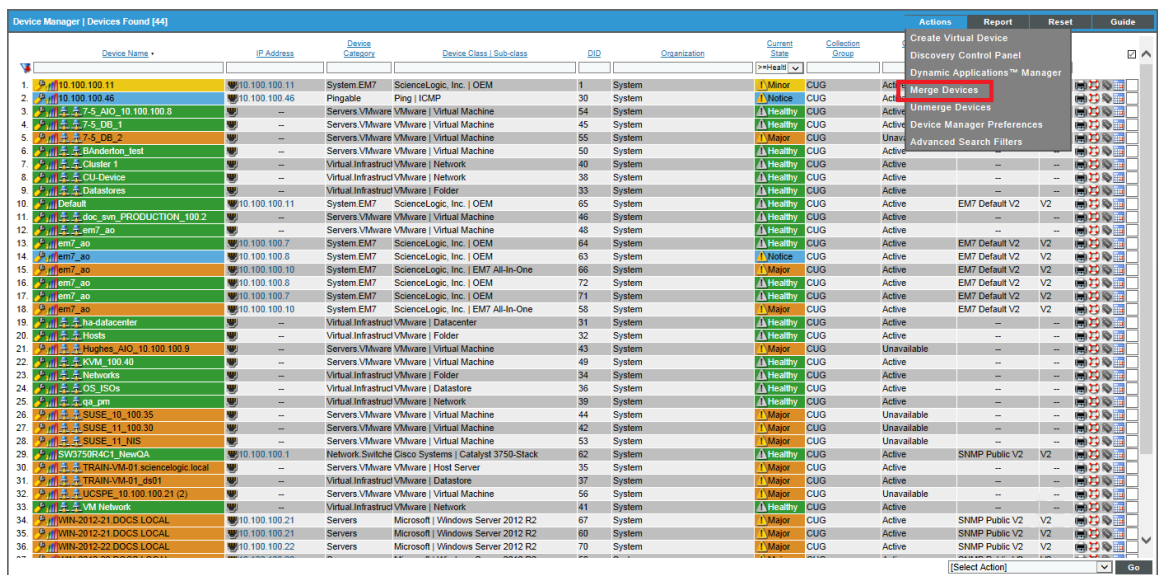 Device Manager | Devices Found [44]
Actions Report Reset Guide
Create Virtual Device
Discovery Control Panel
Dynamic Applications™ Manager
Merge Devices
Unmerge Devices
Device Manager Preferences
Advanced Search Filters
Device Name • IP Address Device Category Device Class | Sub-class DID Organization Current State Collection Group
>=Healt
1. 10.100.100.11 10.100.100.11 System.EM7 ScienceLogic, Inc. | OEM 1 System Minor CUG
2. 10.100.100.46 10.100.100.46 Pingable Ping | ICMP 30 System Notice CUG
3. 7-5_AIO_10.100.100.8 -- Servers.VMware VMware | Virtual Machine 54 System Healthy CUG
4. 7-5_DB_1 -- Servers.VMware VMware | Virtual Machine 45 System Healthy CUG
5. 7-5_DB_2 -- Servers.VMware VMware | Virtual Machine 55 System Major CUG
6. BAnderton_test -- Servers.VMware VMware | Virtual Machine 50 System Healthy CUG Active
7. Cluster 1 -- Virtual.Infrastruct VMware | Network 40 System Healthy CUG Active -- --
8. CU-Device -- Virtual.Infrastruct VMware | Network 38 System Healthy CUG Active -- --
9. Datastores -- Virtual.Infrastruct VMware | Folder 33 System Healthy CUG Active -- --
10. Default 10.100.100.11 System.EM7 ScienceLogic, Inc. | OEM 65 System Healthy CUG Active EM7 Default V2 V2
11. doc_svn_PRODUCTION_100.2 -- Servers.VMware VMware | Virtual Machine 46 System Healthy CUG Active -- --
12. em7_ao -- Servers.VMware VMware | Virtual Machine 48 System Healthy CUG Active -- --
13. em7_ao 10.100.100.7 System.EM7 ScienceLogic, Inc. | OEM 64 System Healthy CUG Active EM7 Default V2 V2
14. em7_ao 10.100.100.8 System.EM7 ScienceLogic, Inc. | OEM 63 System Notice CUG Active EM7 Default V2 V2
15. em7_ao 10.100.100.10 System.EM7 ScienceLogic, Inc. | EM7 All-In-One 66 System Major CUG Active EM7 Default V2 V2
16. em7_ao 10.100.100.8 System.EM7 ScienceLogic, Inc. | OEM 72 System Healthy CUG Active EM7 Default V2 V2
17. em7_ao 10.100.100.7 System.EM7 ScienceLogic, Inc. | OEM 71 System Healthy CUG Active EM7 Default V2 V2
18. em7_ao 10.100.100.10 System.EM7 ScienceLogic, Inc. | EM7 All-In-One 58 System Major CUG Active EM7 Default V2 V2
19. ha-datacenter -- Virtual.Infrastruct VMware | Datacenter 31 System Healthy CUG Active -- --
20. Hosts -- Virtual.Infrastruct VMware | Folder 32 System Healthy CUG Active -- --
21. Hughes_AIO_10.100.100.9 -- Servers.VMware VMware | Virtual Machine 43 System Major CUG Unavailable -- --
22. KVM_100.40 -- Servers.VMware VMware | Virtual Machine 49 System Healthy CUG Active -- --
23. Networks -- Virtual.Infrastruct VMware | Folder 34 System Healthy CUG Active -- --
24. OS_ISOs -- Virtual.Infrastruct VMware | Datastore 36 System Healthy CUG Active -- --
25. qa_pm -- Virtual.Infrastruct VMware | Network 39 System Healthy CUG Active -- --
26. SUSE_10_100.35 -- Servers.VMware VMware | Virtual Machine 44 System Major CUG Unavailable -- --
27. SUSE_11_100.30 -- Servers.VMware VMware | Virtual Machine 42 System Major CUG Unavailable -- --
28. SUSE_11_NIS -- Servers.VMware VMware | Virtual Machine 53 System Major CUG Unavailable -- --
29. SW3750R4C1_NewQA 10.100.100.1 Network.Switche Cisco Systems | Catalyst 3750-Stack 62 System Healthy CUG Active SNMP Public V2 V2
30. TRAIN-VM-01.sciencelogic.local -- Servers.VMware VMware | Host Server 35 System Major CUG Active -- --
31. TRAIN-VM-01_ds01 -- Virtual.Infrastruct VMware | Datastore 37 System Major CUG Active -- --
32. UCSPE_10.100.100.21 (2) -- Servers.VMware VMware | Virtual Machine 56 System Major CUG Unavailable -- --
33. VM Network -- Virtual.Infrastruct VMware | Network 41 System Healthy CUG Active -- --
34. WIN-2012-21.DOCS.LOCAL 10.100.100.21 Servers Microsoft | Windows Server 2012 R2 67 System Major CUG Active SNMP Public V2 V2
35. WIN-2012-21.DOCS.LOCAL 10.100.100.21 Servers Microsoft | Windows Server 2012 R2 60 System Major CUG Active SNMP Public V2 V2
36. WIN-2012-22.DOCS.LOCAL 10.100.100.22 Servers Microsoft | Windows Server 2012 R2 70 System Major CUG Active SNMP Public V2 V2
[Select Action] Go